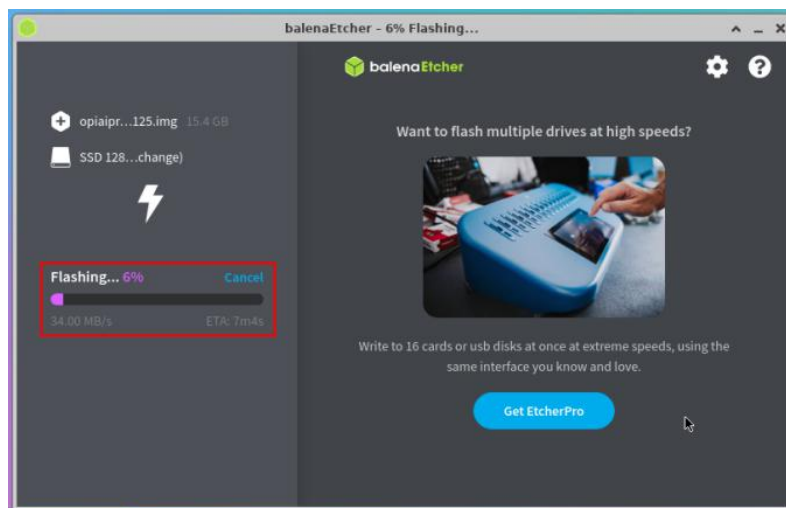 balenaEtcher - 6% Flashing...
balenaEtcher
opiaipr...125.img 15.4 GB
SSD 128...change)
Flashing... 6% Cancel
34.00 MB/s ETA: 7m4s
Want to flash multiple drives at high speeds?
Write to 16 cards or usb disks at once at extreme speeds, using the
same interface you know and love.
Get EtcherPro